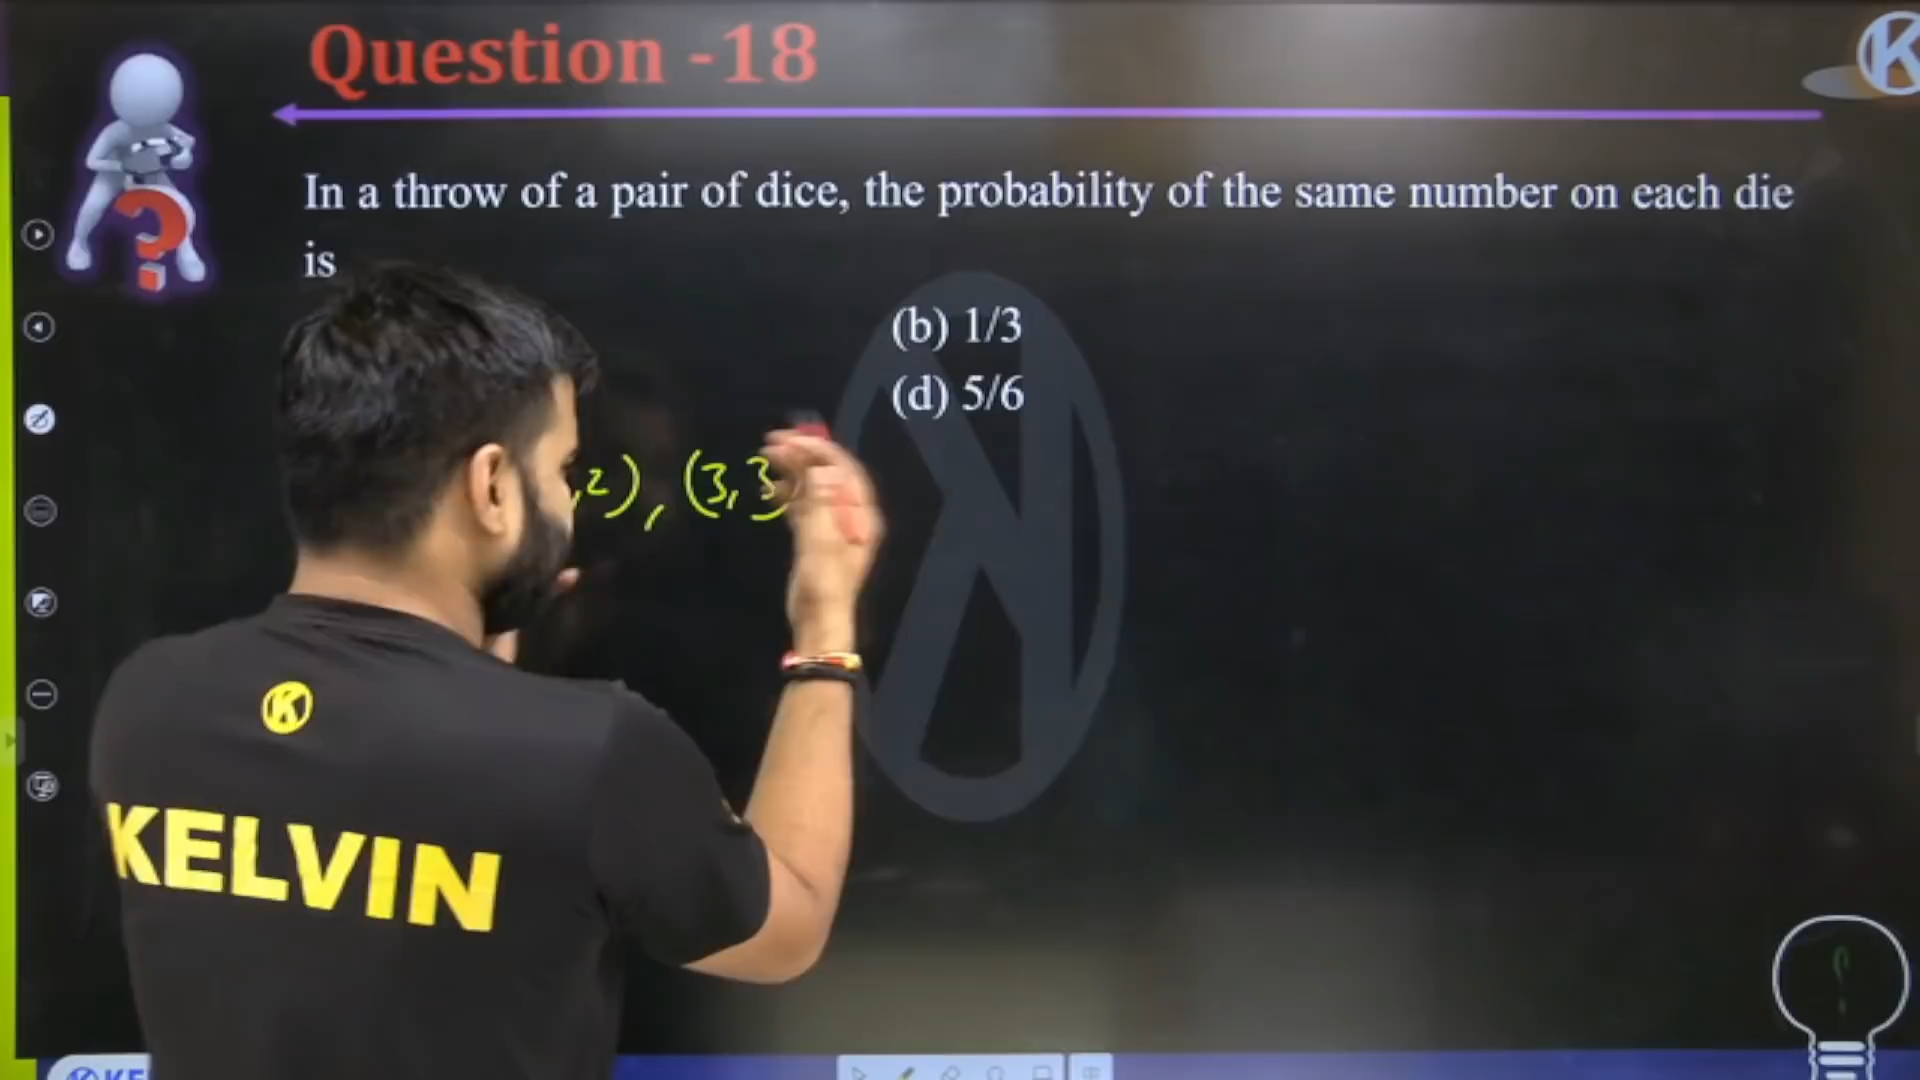 Question -18
In a throw of a pair of dice, the probability of the same number on each die
is
(b) 1/3
(d) 5/6
,2), (3,3
K
KELVIN